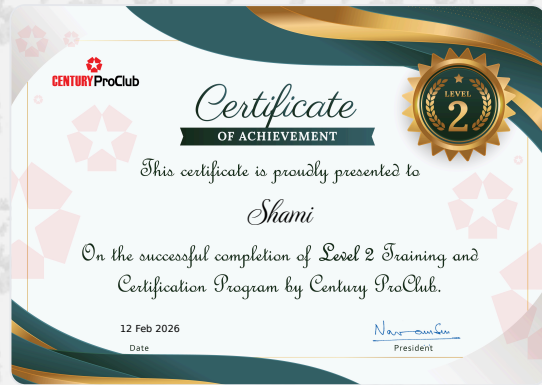 CENTURY ProClub
LEVEL
2
Certificate
OF ACHIEVEMENT
This certificate is proudly presented to
Shami
On the successful completion of Level 2 Training and
Certification Program by Century ProClub.
12 Feb 2026
Date
President